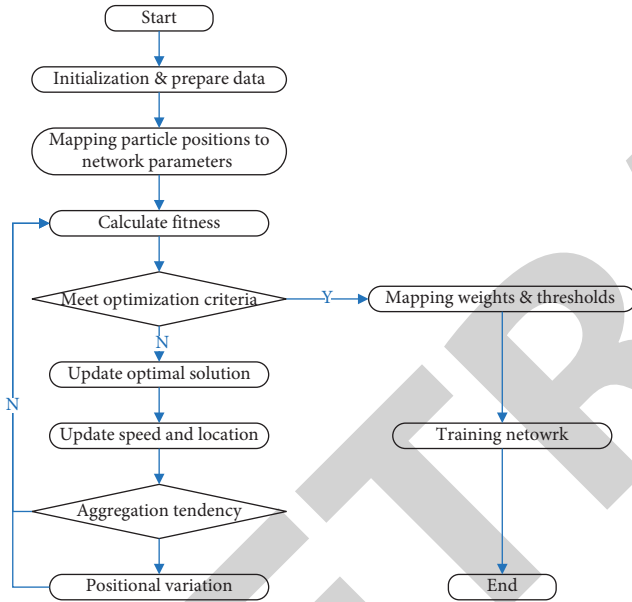 Start
Initialization & prepare data
Mapping particle positions to
network parameters
Calculate fitness
Meet optimization criteria
Y
Mapping weights & thresholds
N
Update optimal solution
N
Update speed and location
Training netowrk
Aggregation tendency
Positional variation
End